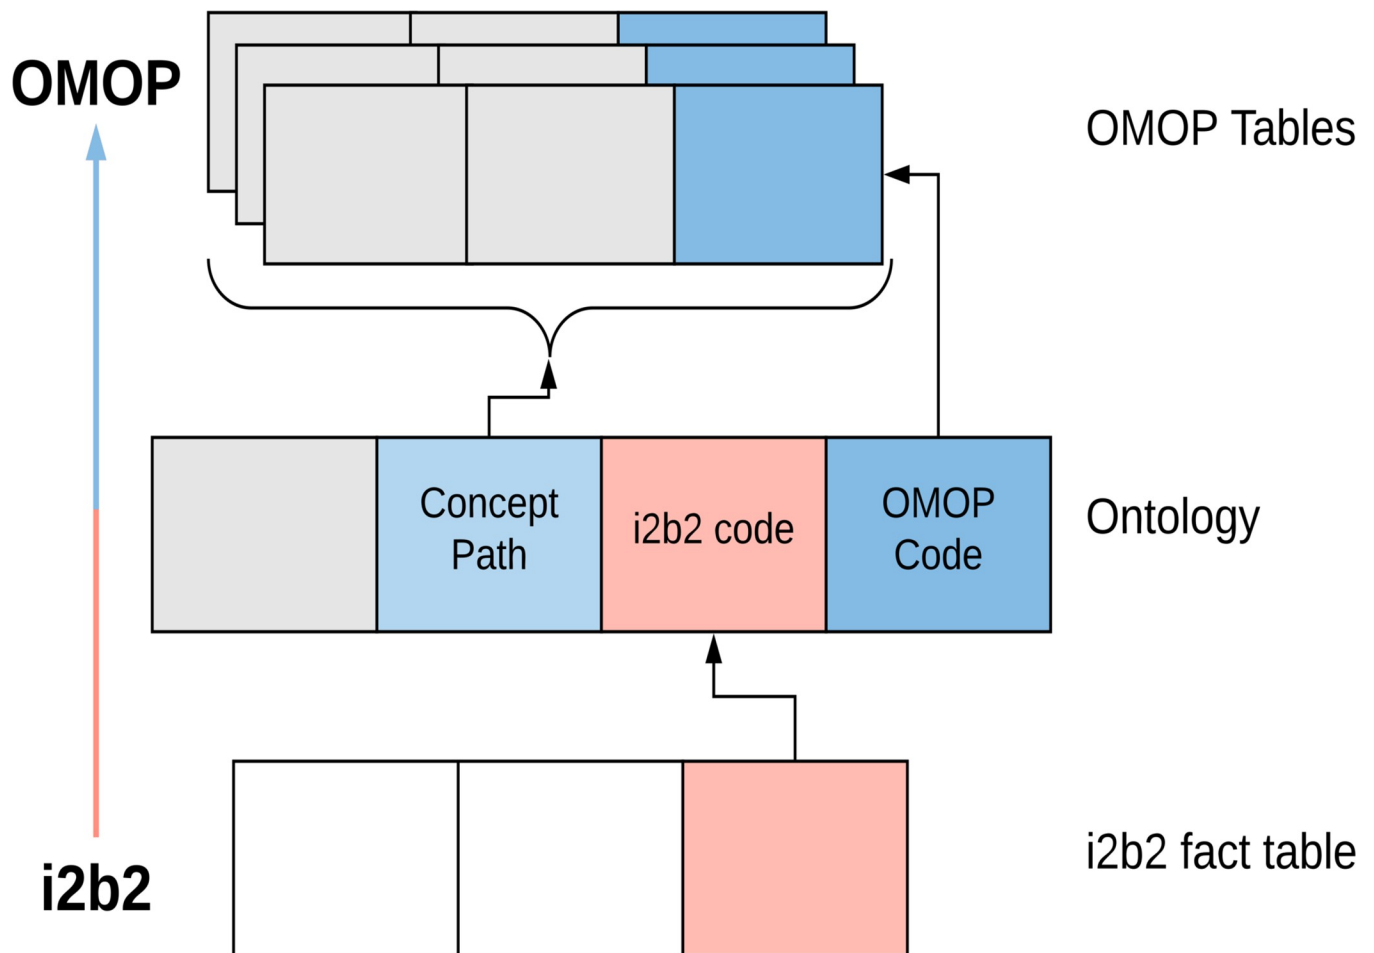 OMOP
OMOP Tables
Concept
Path
i2b2 code
OMOP
Code
Ontology
i2b2 fact table
i2b2